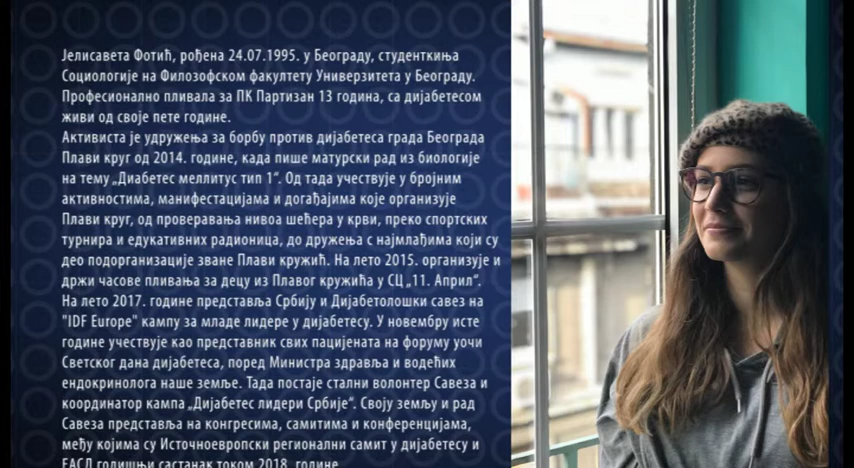 Јелисавета Фотић, рођена 24.07.1995. у Београду, студенткиња
Социологије на Филозофском факултету Универзитета у Београду.
Професионално пливала за ПК Партизан 13 година, са дијабетесом
живи од своје пете године.
Активиста је удружења за борбу против дијабетеса града Београда
Плави круг од 2014. године, када пише матурски рад из биологије
на тему „Диабетес меллитус тип 1“. Од тада учествује у бројним
активностима, манифестацијама и догађајима које организује
Плави круг, од проверавања нивоа шећера у крви, преко спортских
турнира и едукативних радионица, до дружења с најмлађима који су
део подорганизације зване Плави кружић. На лето 2015. организује и
држи часове пливања за децу из Плавог кружића у СЦ „11. Април“.
На лето 2017. године представља Србију и Дијабетолошки савез на
"IDF Europe" кампу за младе лидере у дијабетесу. У новембру исте
године учествује као представник свих пацијената на форуму уочи
Светског дана дијабетеса, поред Министра здравља и водећих
ендокринолога наше земље. Тада постаје стални волонтер Савеза и
координатор кампа „Дијабетес лидери Србије“. Своју земљу и рад
Савеза представља на конгресима, самитима и конференцијама,
међу којима су Источноевропски регионални самит у дијабетесу и
ЕАСД годишњи састанак током 2018. године